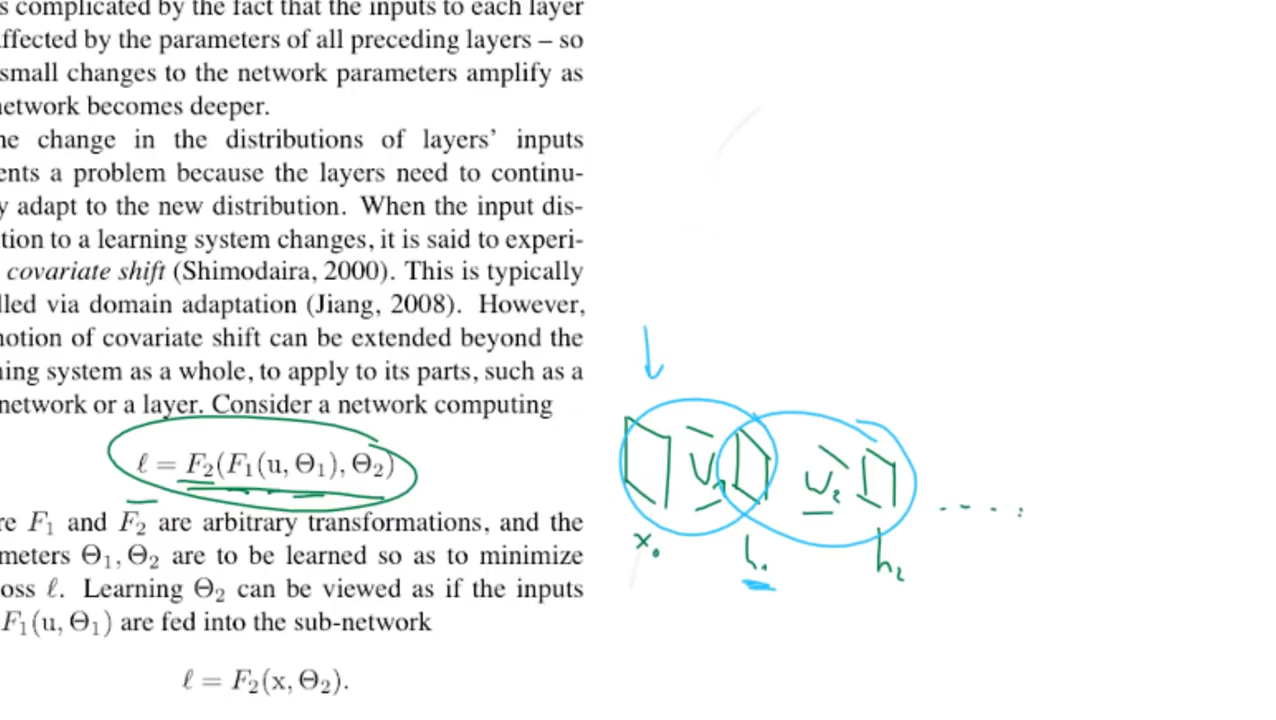 s complicated by the fact that the inputs to each layer
ffected by the parameters of all preceding layers – so
small changes to the network parameters amplify as
network becomes deeper.
ne change in the distributions of layers’ inputs
ents a problem because the layers need to continu-
y adapt to the new distribution. When the input dis-
tion to a learning system changes, it is said to experi-
covariate shift (Shimodaira, 2000). This is typically
lled via domain adaptation (Jiang, 2008). However,
notion of covariate shift can be extended beyond the
ning system as a whole, to apply to its parts, such as a
network or a layer. Consider a network computing
ℓ = F₂(F₁(u, Θ₁), Θ₂)
re F₁ and F₂ are arbitrary transformations, and the
meters Θ₁, Θ₂ are to be learned so as to minimize
oss ℓ. Learning Θ₂ can be viewed as if the inputs
F₁(u, Θ₁) are fed into the sub-network
ℓ = F₂(x, Θ₂).
W₂
h₂